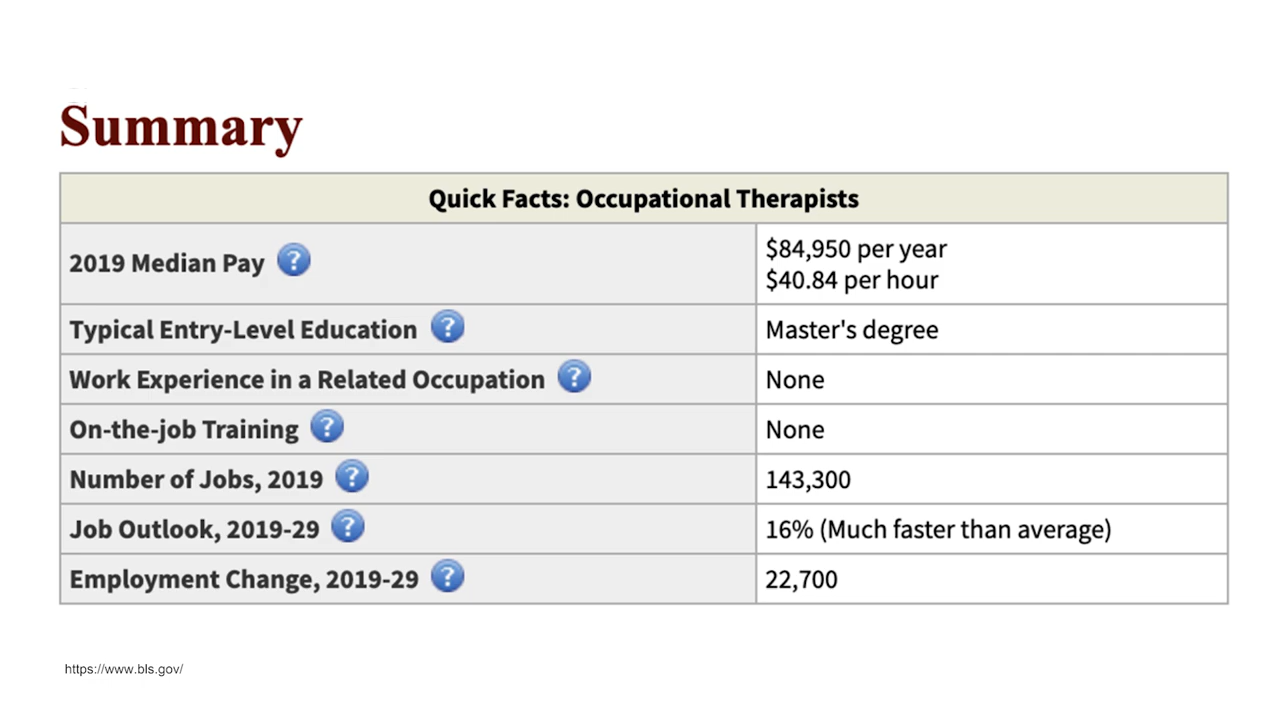 Summary
Quick Facts: Occupational Therapists
2019 Median Pay ?
$84,950 per year
$40.84 per hour
Typical Entry-Level Education ?
Master's degree
Work Experience in a Related Occupation ?
None
On-the-job Training ?
None
Number of Jobs, 2019 ?
143,300
Job Outlook, 2019-29 ?
16% (Much faster than average)
Employment Change, 2019-29 ?
22,700
https://www.bls.gov/